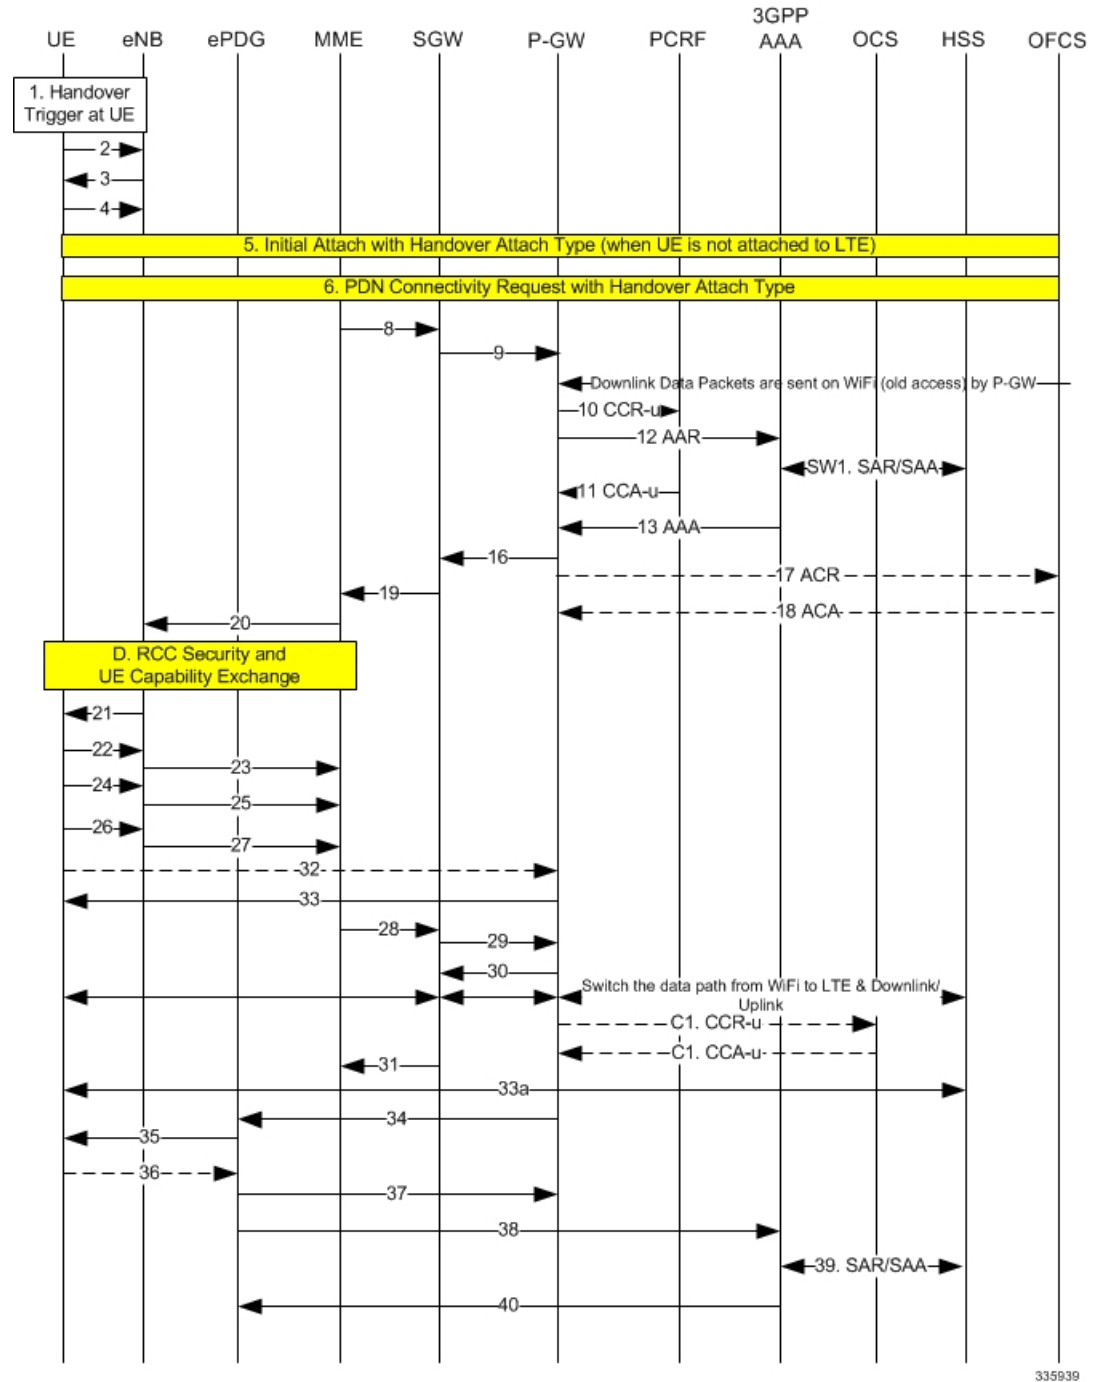 UE eNB ePDG MME SGW P-GW PCRF 3GPP AAA OCS HSS OFCS
1. Handover
Trigger at UE
2
3
4
5. Initial Attach with Handover Attach Type (when UE is not attached to LTE)
6. PDN Connectivity Request with Handover Attach Type
8
9
Downlink Data Packets are sent on WiFi (old access) by P-GW
10 CCR-u
12 AAR
SW1. SAR/SAA
11 CCA-u
13 AAA
16
17 ACR
19
18 ACA
20
D. RCC Security and
UE Capability Exchange
21
22
23
24
25
26
27
32
33
28
29
30
Switch the data path from WiFi to LTE & Downlink/
Uplink
C1. CCR-u
C1. CCA-u
31
33a
34
35
36
37
38
39. SAR/SAA
40
335939